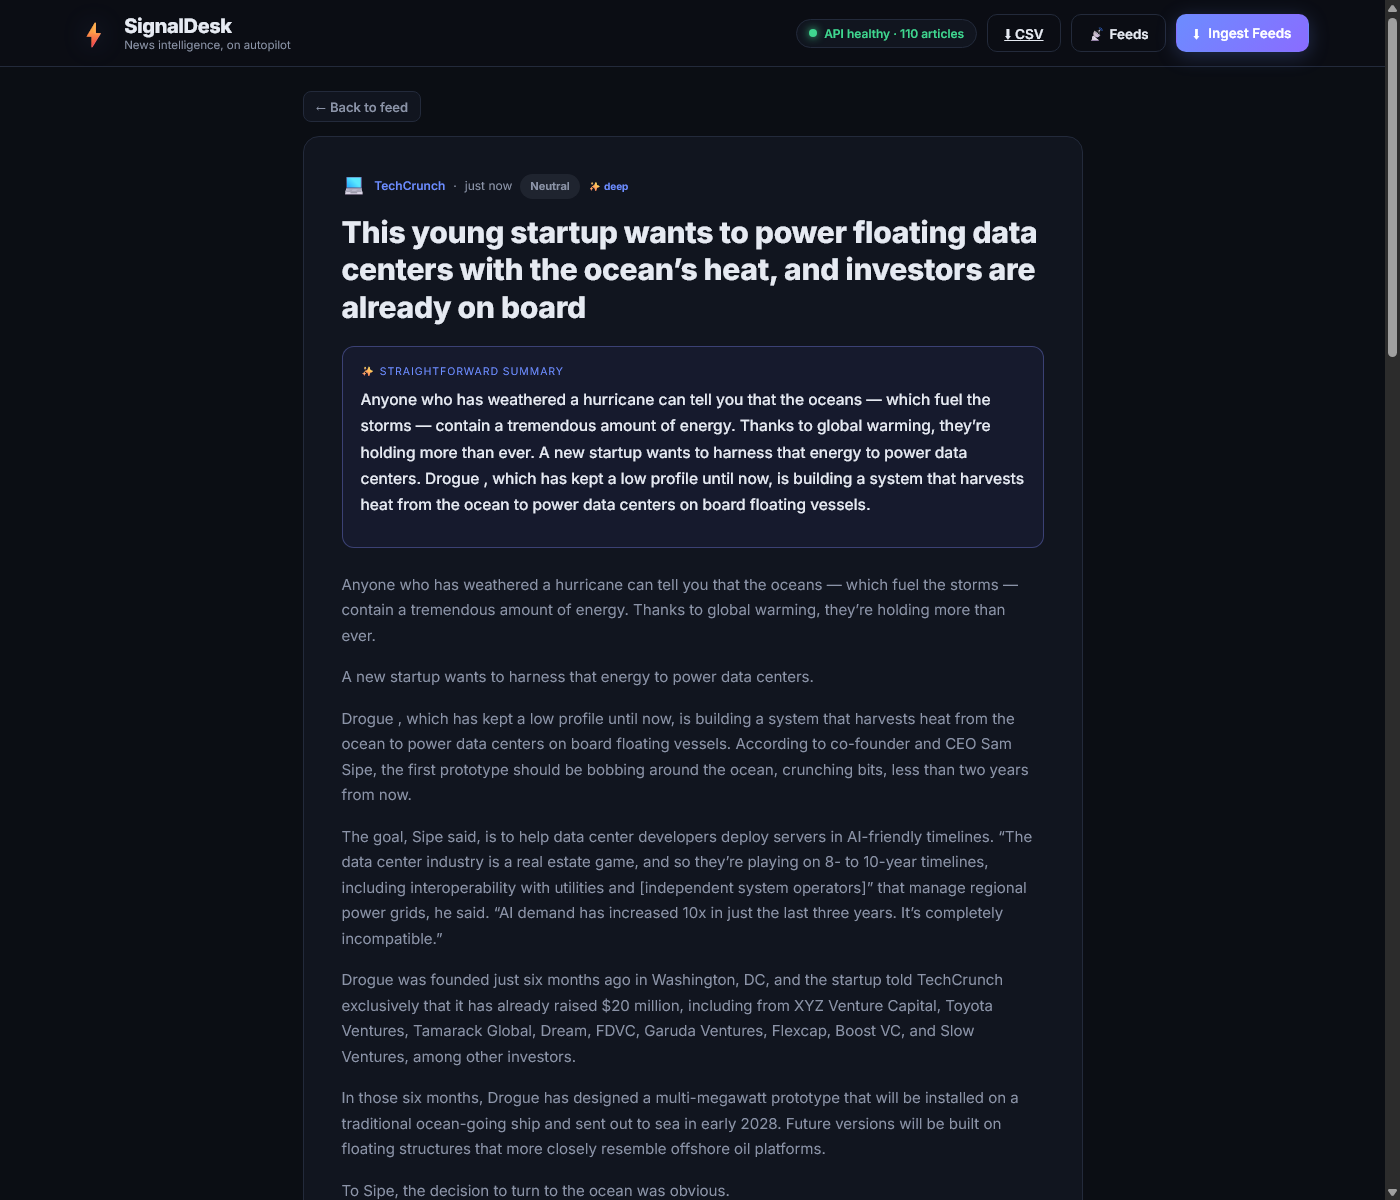 SignalDesk
News intelligence, on autopilot
API healthy · 110 articles
⬇ CSV
Feeds
⬇ Ingest Feeds
← Back to feed
TechCrunch · just now Neutral ✨ deep
This young startup wants to power floating data
centers with the ocean’s heat, and investors are
already on board
✨ STRAIGHTFORWARD SUMMARY
Anyone who has weathered a hurricane can tell you that the oceans — which fuel the
storms — contain a tremendous amount of energy. Thanks to global warming, they’re
holding more than ever. A new startup wants to harness that energy to power data
centers. Drogue , which has kept a low profile until now, is building a system that harvests
heat from the ocean to power data centers on board floating vessels.
Anyone who has weathered a hurricane can tell you that the oceans — which fuel the storms —
contain a tremendous amount of energy. Thanks to global warming, they’re holding more than
ever.
A new startup wants to harness that energy to power data centers.
Drogue , which has kept a low profile until now, is building a system that harvests heat from the
ocean to power data centers on board floating vessels. According to co-founder and CEO Sam
Sipe, the first prototype should be bobbing around the ocean, crunching bits, less than two years
from now.
The goal, Sipe said, is to help data center developers deploy servers in AI-friendly timelines. “The
data center industry is a real estate game, and so they’re playing on 8- to 10-year timelines,
including interoperability with utilities and [independent system operators]” that manage regional
power grids, he said. “AI demand has increased 10x in just the last three years. It’s completely
incompatible.”
Drogue was founded just six months ago in Washington, DC, and the startup told TechCrunch
exclusively that it has already raised $20 million, including from XYZ Venture Capital, Toyota
Ventures, Tamarack Global, Dream, FDVC, Garuda Ventures, Flexcap, Boost VC, and Slow
Ventures, among other investors.
In those six months, Drogue has designed a multi-megawatt prototype that will be installed on a
traditional ocean-going ship and sent out to sea in early 2028. Future versions will be built on
floating structures that more closely resemble offshore oil platforms.
To Sipe, the decision to turn to the ocean was obvious.